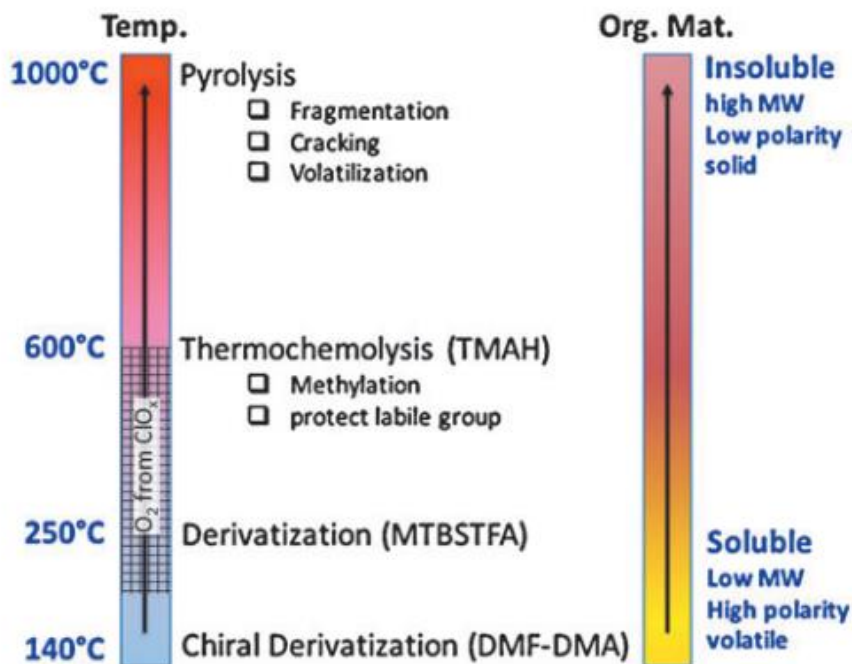 Temp.
Org. Mat.
1000°C
Pyrolysis
Fragmentation
Cracking
Volatilization
Insoluble
high MW
Low polarity
solid
600°C
Thermochemolysis (TMAH)
Methylation
protect labile group
O₂ from ClOₓ
250°C
Derivatization (MTBSTFA)
Soluble
Low MW
High polarity
volatile
140°C
Chiral Derivatization (DMF-DMA)